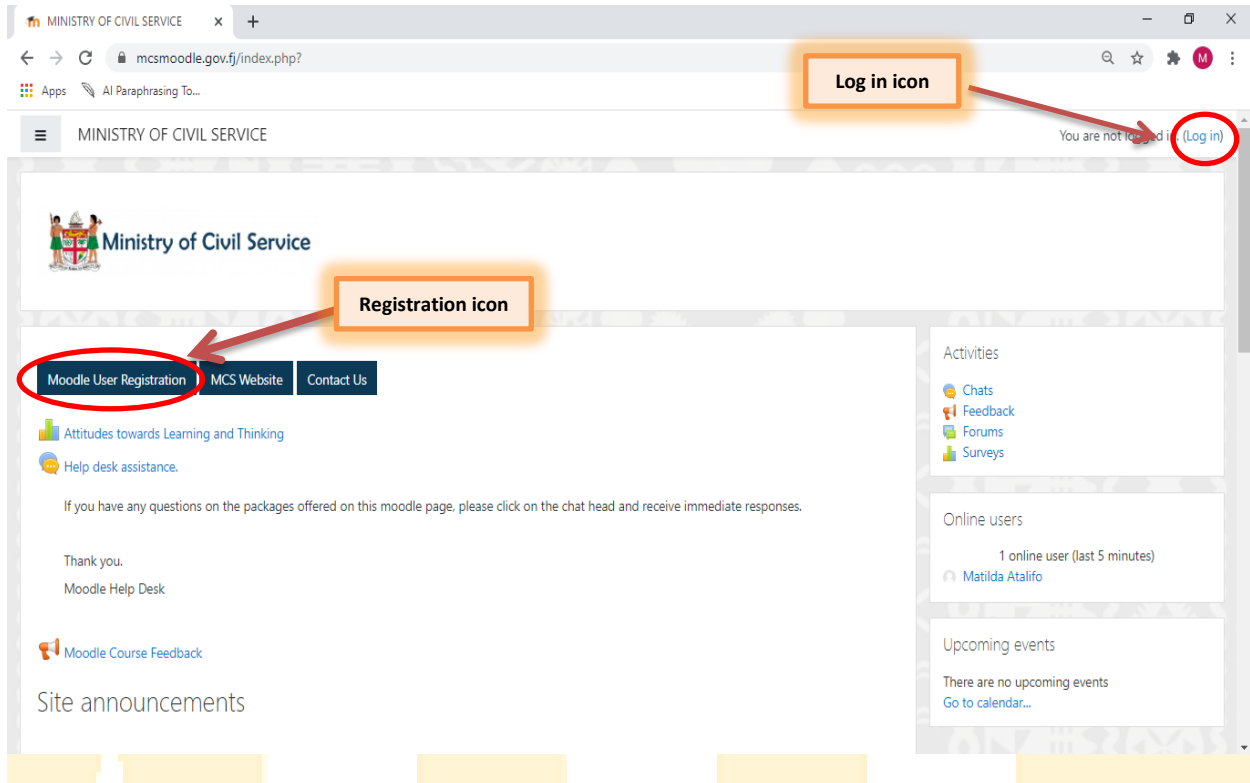 MINISTRY OF CIVIL SERVICE
mcsmoodle.gov.fj/index.php?
M
Apps AI Paraphrasing To...
Log in icon
MINISTRY OF CIVIL SERVICE
You are not logged in. (Log in)
Ministry of Civil Service
Registration icon
Moodle User Registration MCS Website Contact Us
Attitudes towards Learning and Thinking
Help desk assistance.
If you have any questions on the packages offered on this moodle page, please click on the chat head and receive immediate responses.
Thank you.
Moodle Help Desk
Moodle Course Feedback
Site announcements
Activities
Chats
Feedback
Forums
Surveys
Online users
1 online user (last 5 minutes)
Matilda Atalifo
Upcoming events
There are no upcoming events
Go to calendar...